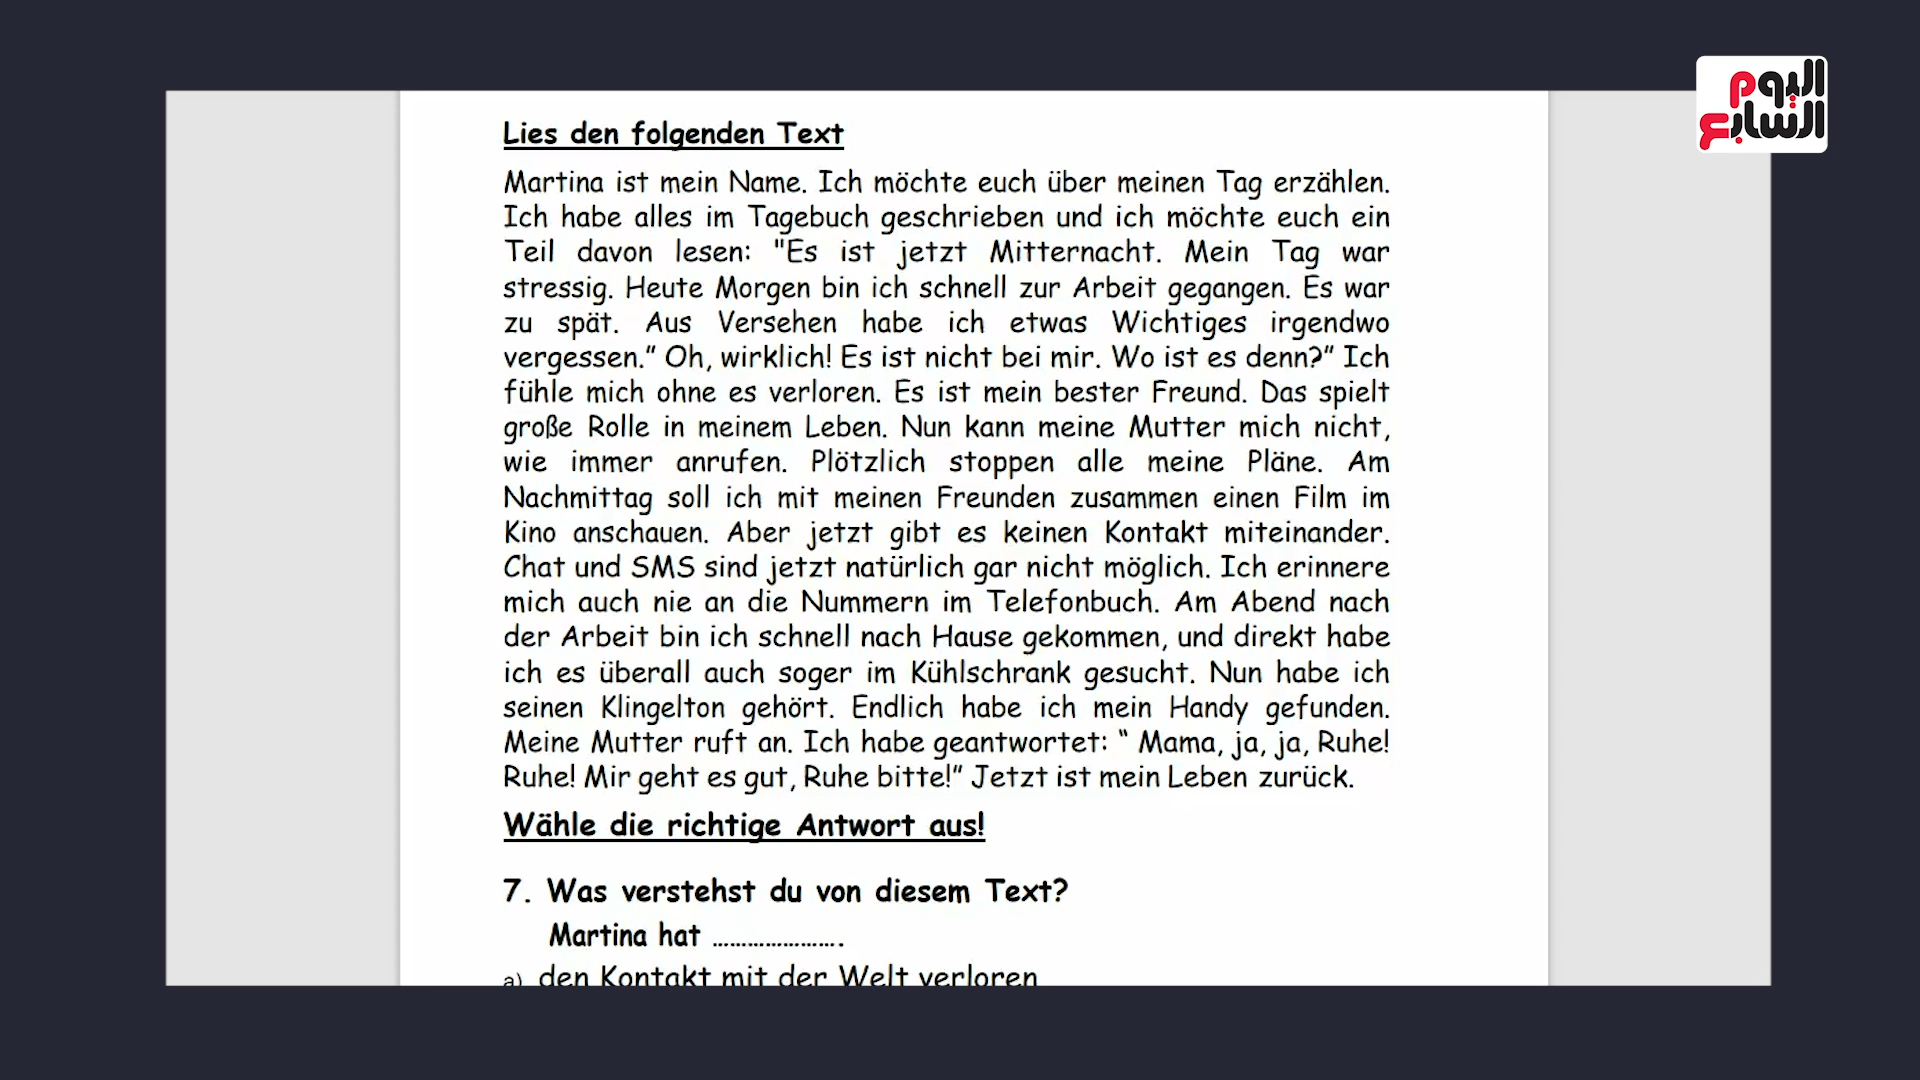 اليوم
السابع
Lies den folgenden Text
Martina ist mein Name. Ich möchte euch über meinen Tag erzählen.
Ich habe alles im Tagebuch geschrieben und ich möchte euch ein
Teil davon lesen: "Es ist jetzt Mitternacht. Mein Tag war
stressig. Heute Morgen bin ich schnell zur Arbeit gegangen. Es war
zu spät. Aus Versehen habe ich etwas Wichtiges irgendwo
vergessen.” Oh, wirklich! Es ist nicht bei mir. Wo ist es denn?” Ich
fühle mich ohne es verloren. Es ist mein bester Freund. Das spielt
große Rolle in meinem Leben. Nun kann meine Mutter mich nicht,
wie immer anrufen. Plötzlich stoppen alle meine Pläne. Am
Nachmittag soll ich mit meinen Freunden zusammen einen Film im
Kino anschauen. Aber jetzt gibt es keinen Kontakt miteinander.
Chat und SMS sind jetzt natürlich gar nicht möglich. Ich erinnere
mich auch nie an die Nummern im Telefonbuch. Am Abend nach
der Arbeit bin ich schnell nach Hause gekommen, und direkt habe
ich es überall auch soger im Kühlschrank gesucht. Nun habe ich
seinen Klingelton gehört. Endlich habe ich mein Handy gefunden.
Meine Mutter ruft an. Ich habe geantwortet: “ Mama, ja, ja, Ruhe!
Ruhe! Mir geht es gut, Ruhe bitte!” Jetzt ist mein Leben zurück.
Wähle die richtige Antwort aus!
7. Was verstehst du von diesem Text?
Martina hat ………………….
a) den Kontakt mit der Welt verloren